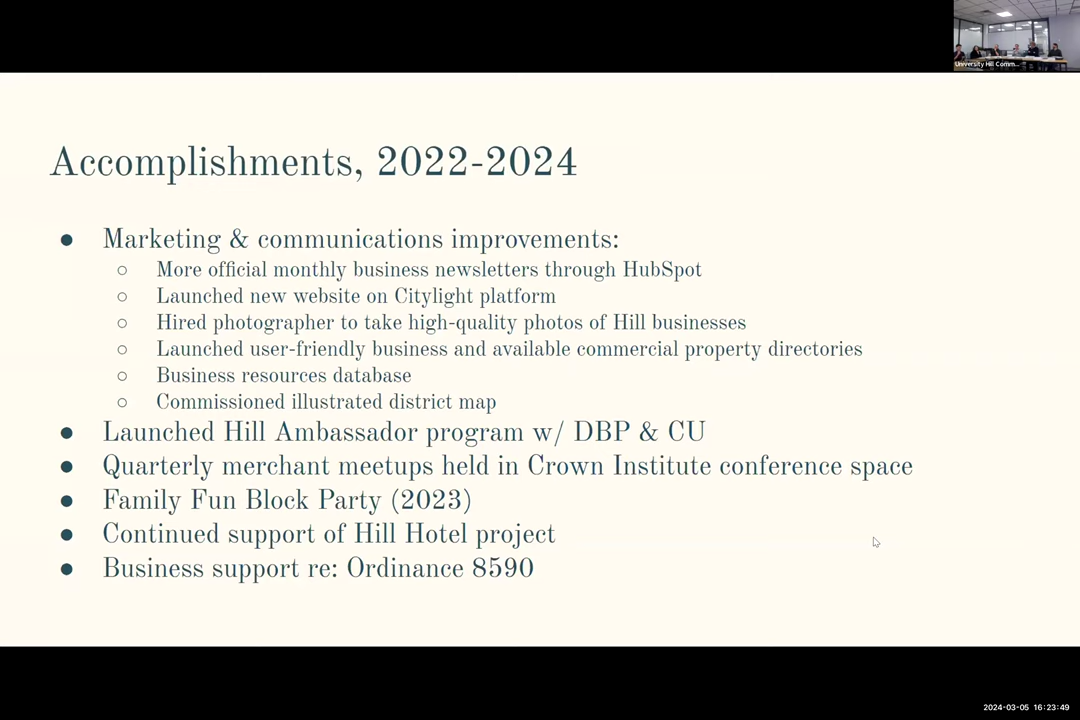 University Hill Comm...
Accomplishments, 2022-2024
● Marketing & communications improvements:
○ More official monthly business newsletters through HubSpot
○ Launched new website on Citylight platform
○ Hired photographer to take high-quality photos of Hill businesses
○ Launched user-friendly business and available commercial property directories
○ Business resources database
○ Commissioned illustrated district map
● Launched Hill Ambassador program w/ DBP & CU
● Quarterly merchant meetups held in Crown Institute conference space
● Family Fun Block Party (2023)
● Continued support of Hill Hotel project
● Business support re: Ordinance 8590
2024-03-05 16:23:49